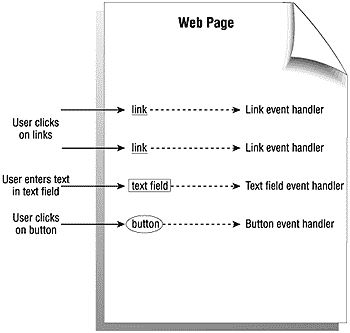 Web Page
link
Link event handler
User clicks
on links
link
Link event handler
User enters text
in text field
text field
Text field event handler
User clicks
on button
button
Button event handler